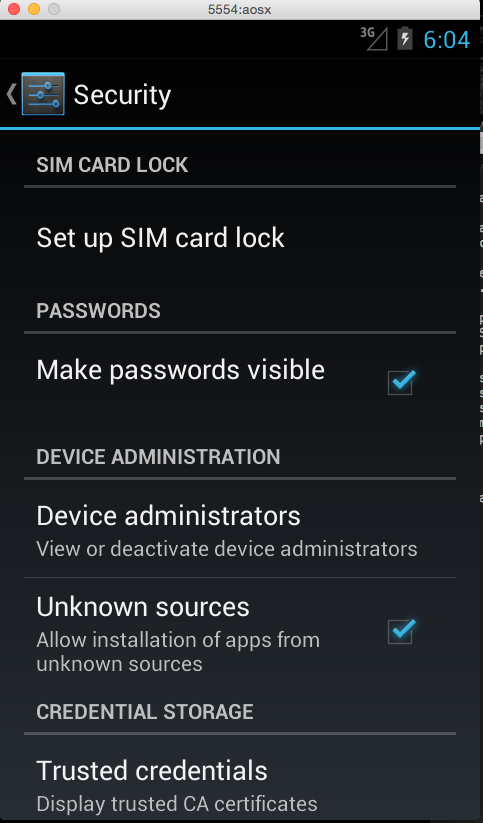 5554:aosx
3G 6:04
Security
SIM CARD LOCK
Set up SIM card lock
PASSWORDS
Make passwords visible
DEVICE ADMINISTRATION
Device administrators
View or deactivate device administrators
Unknown sources
Allow installation of apps from
unknown sources
CREDENTIAL STORAGE
Trusted credentials
Display trusted CA certificates